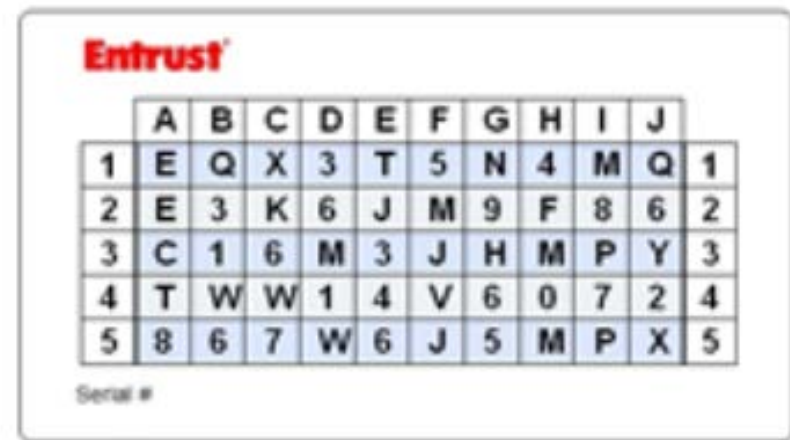 Entrust
A B C D E F G H I J
1 E Q X 3 T 5 N 4 M Q 1
2 E 3 K 6 J M 9 F 8 6 2
3 C 1 6 M 3 J H M P Y 3
4 T W W 1 4 V 6 0 7 2 4
5 8 6 7 W 6 J 5 M P X 5
Serial #